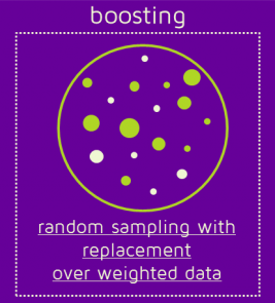 boosting
random sampling with
replacement
over weighted data